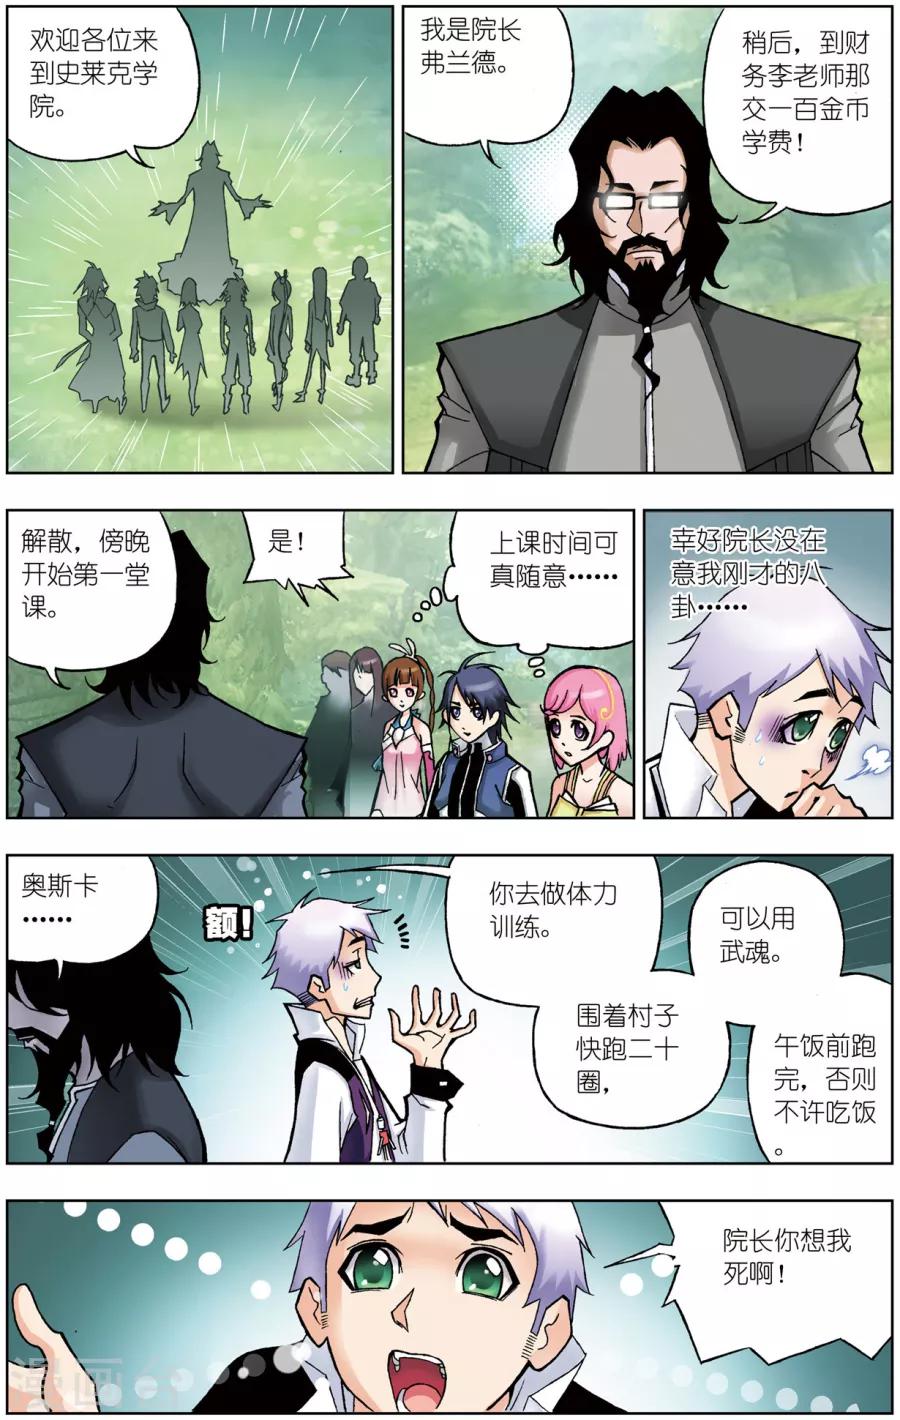 欢迎各位来
到史莱克学
院。
我是院长
弗兰德。
稍后，到财
务李老师那
交一百金币
学费！
解散，傍晚
开始第一堂
课。
是！
上课时间可
真随意……
幸好院长没在
意我刚才的八
卦……
奥斯卡
……
额！
你去做体力
训练。
可以用
武魂。
围着村子
快跑二十
圈，
午饭前跑
完，否则
不许吃饭
。
院长你想我
死啊！
漫画台